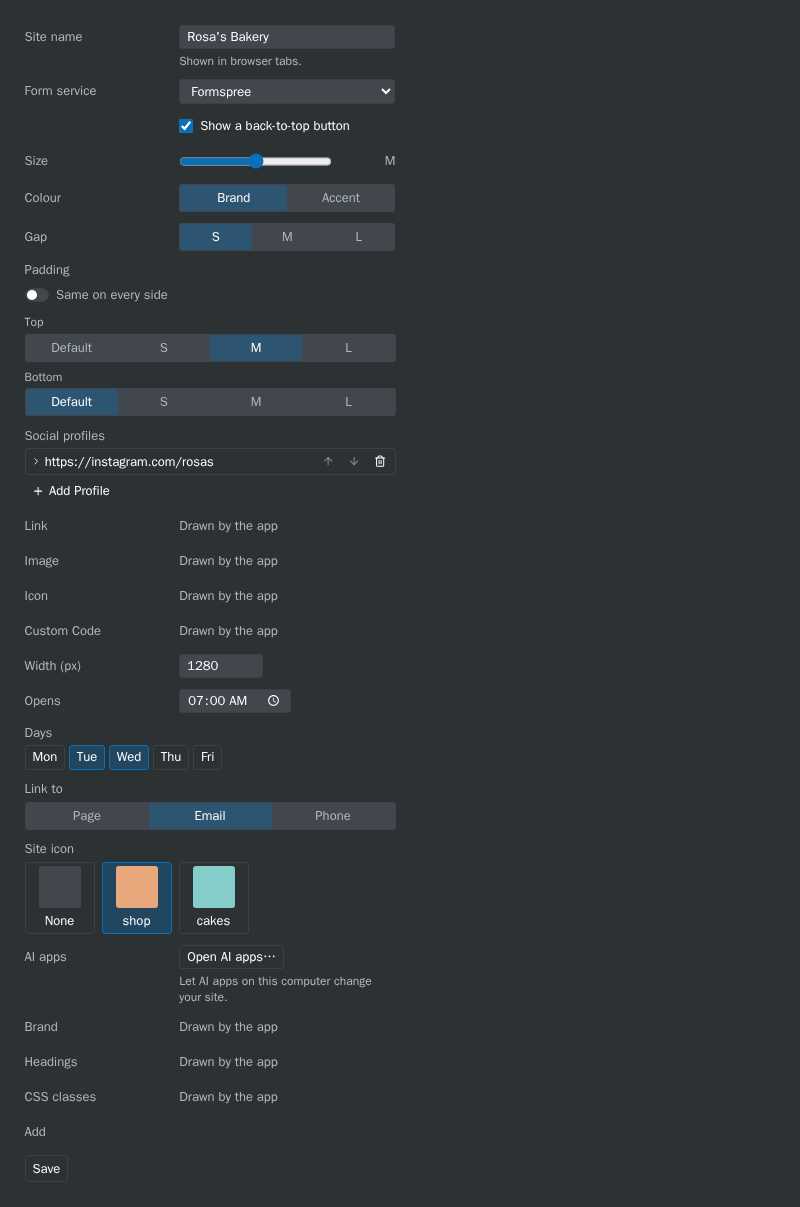 Site name Rosa's Bakery
Shown in browser tabs.
Form service Formspree
Show a back-to-top button
Size M
Colour Brand Accent
Gap S M L
Padding
Same on every side
Top
Default S M L
Bottom
Default S M L
Social profiles
https://instagram.com/rosas
+ Add Profile
Link Drawn by the app
Image Drawn by the app
Icon Drawn by the app
Custom Code Drawn by the app
Width (px) 1280
Opens 07:00 AM
Days
Mon Tue Wed Thu Fri
Link to
Page Email Phone
Site icon
None shop cakes
AI apps Open AI apps···
Let AI apps on this computer change
your site.
Brand Drawn by the app
Headings Drawn by the app
CSS classes Drawn by the app
Add
Save